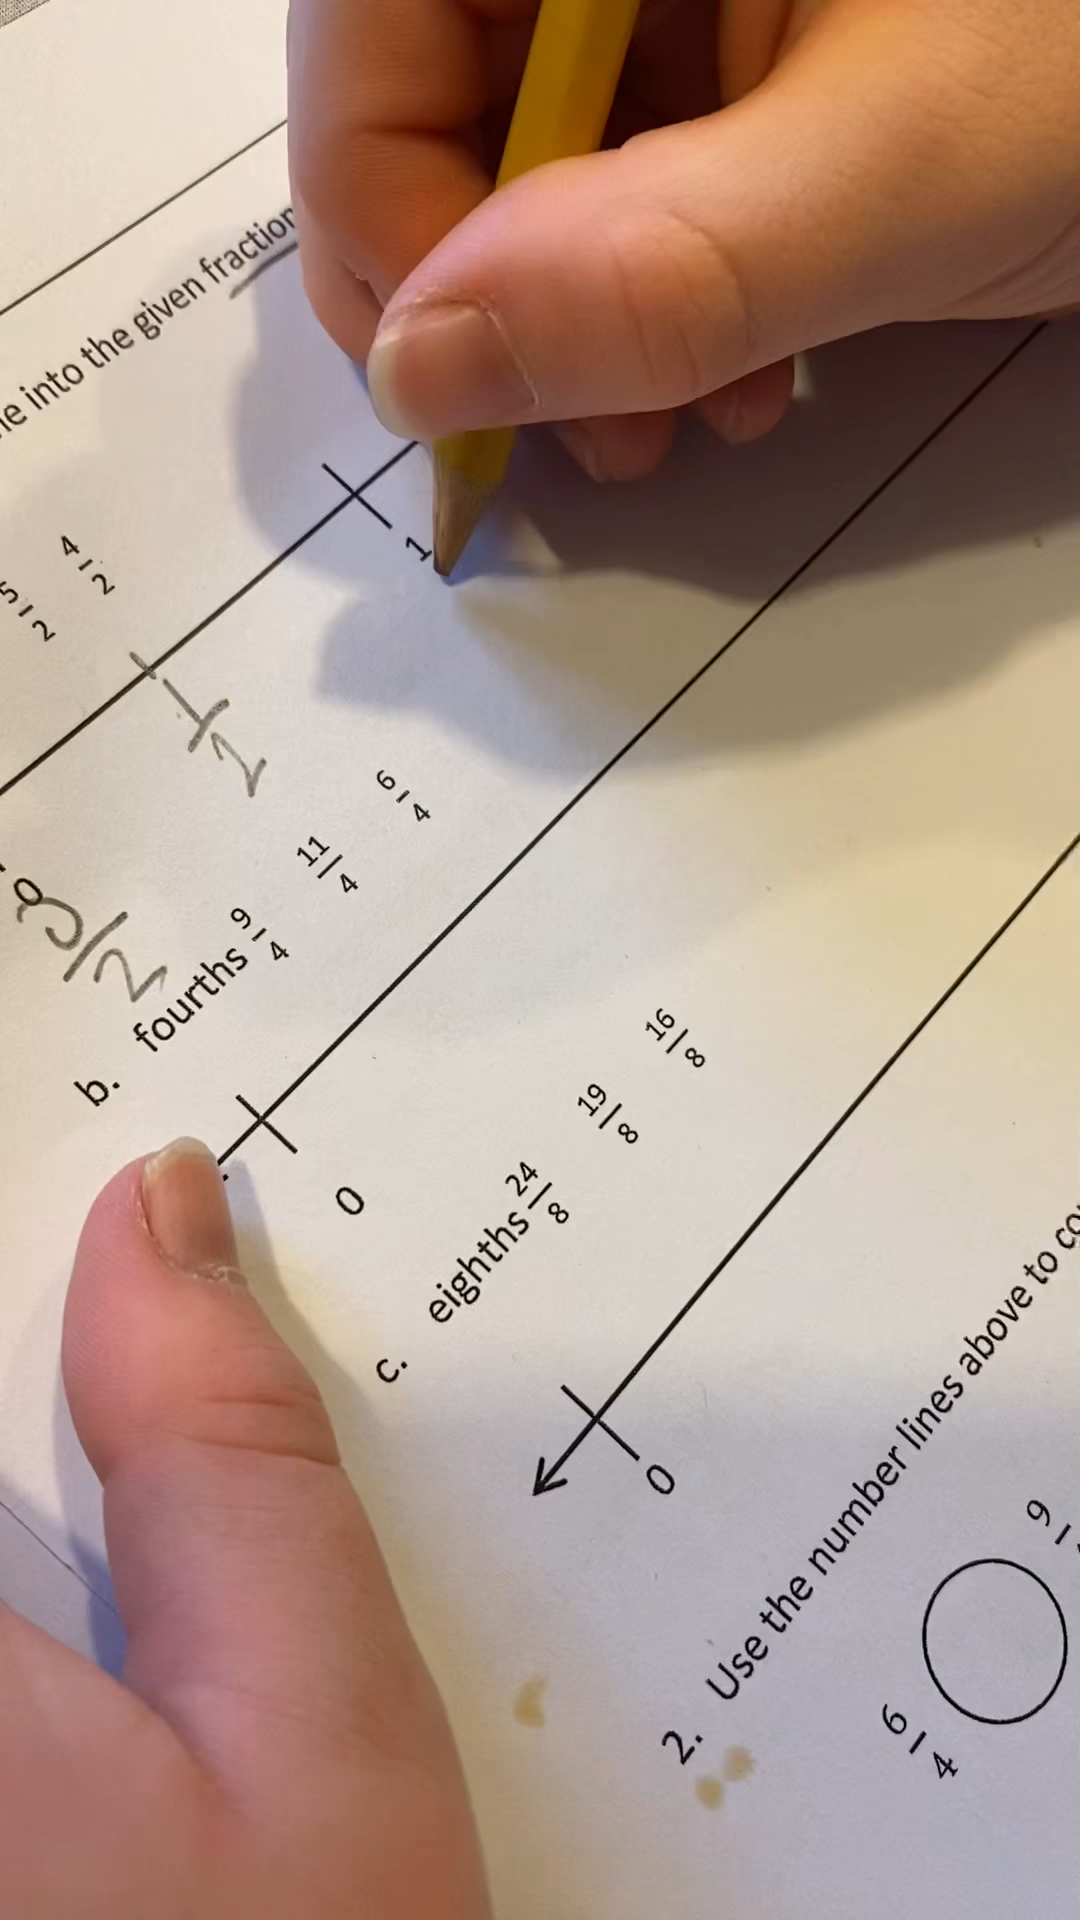 e into the given fraction
5/2 4/2
0 1
1/2
2
b. fourths 9/4 11/4 6/4
0
c. eighths 24/8 19/8 16/8
0
2. Use the number lines above to co
6/4 9